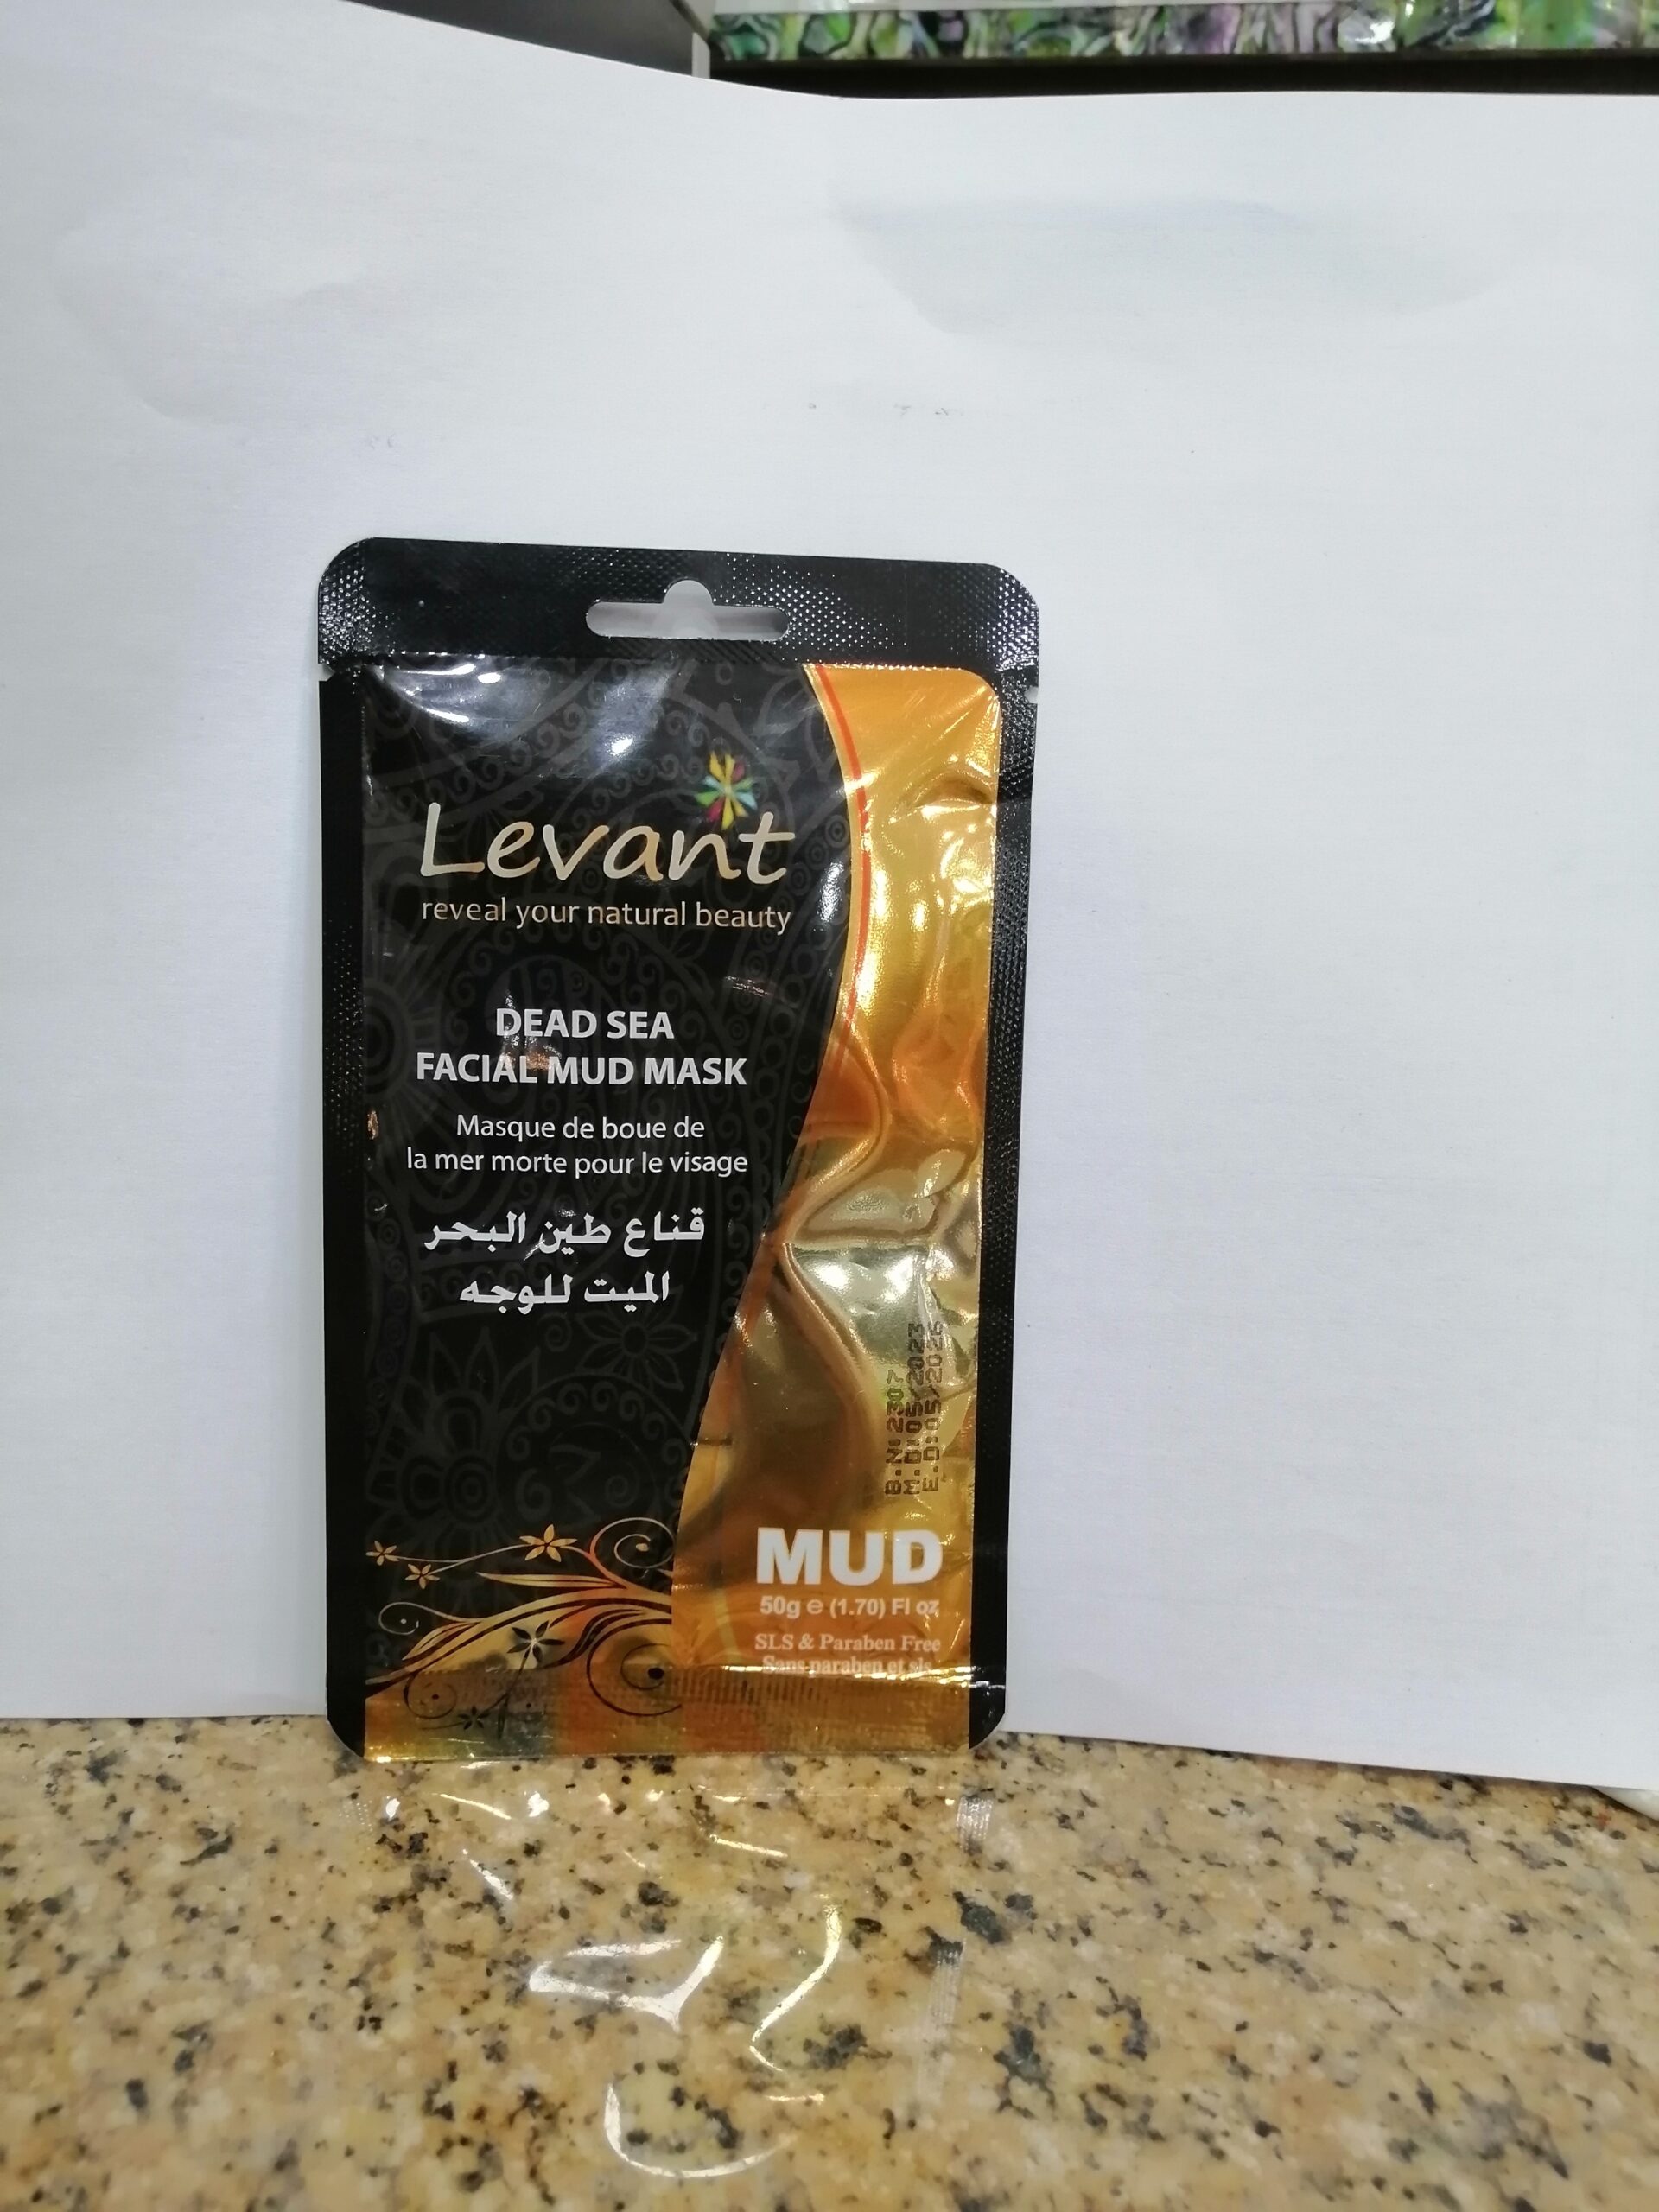 Levant
reveal your natural beauty
DEAD SEA
FACIAL MUD MASK
Masque de boue de
la mer morte pour le visage
قناع طين البحر
الميت للوجه
B.N:2307
M.D:05/2023
E.D:05/2026
MUD
50g e (1.70) Fl oz
SLS & Paraben Free
Sans paraben et sls